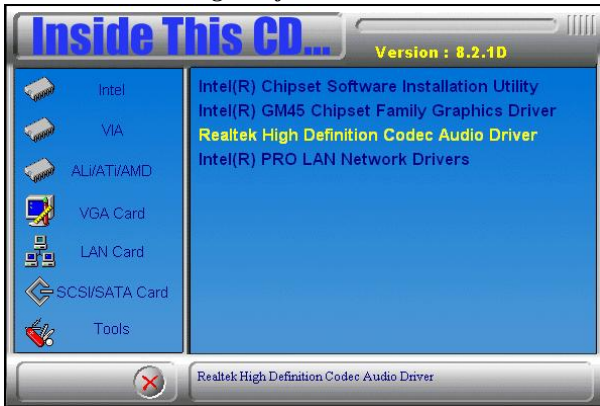 Inside This CD...
Version : 8.2.1D
Intel
VIA
ALi/ATi/AMD
VGA Card
LAN Card
SCSI/SATA Card
Tools
Intel(R) Chipset Software Installation Utility
Intel(R) GM45 Chipset Family Graphics Driver
Realtek High Definition Codec Audio Driver
Intel(R) PRO LAN Network Drivers
Realtek High Definition Codec Audio Driver